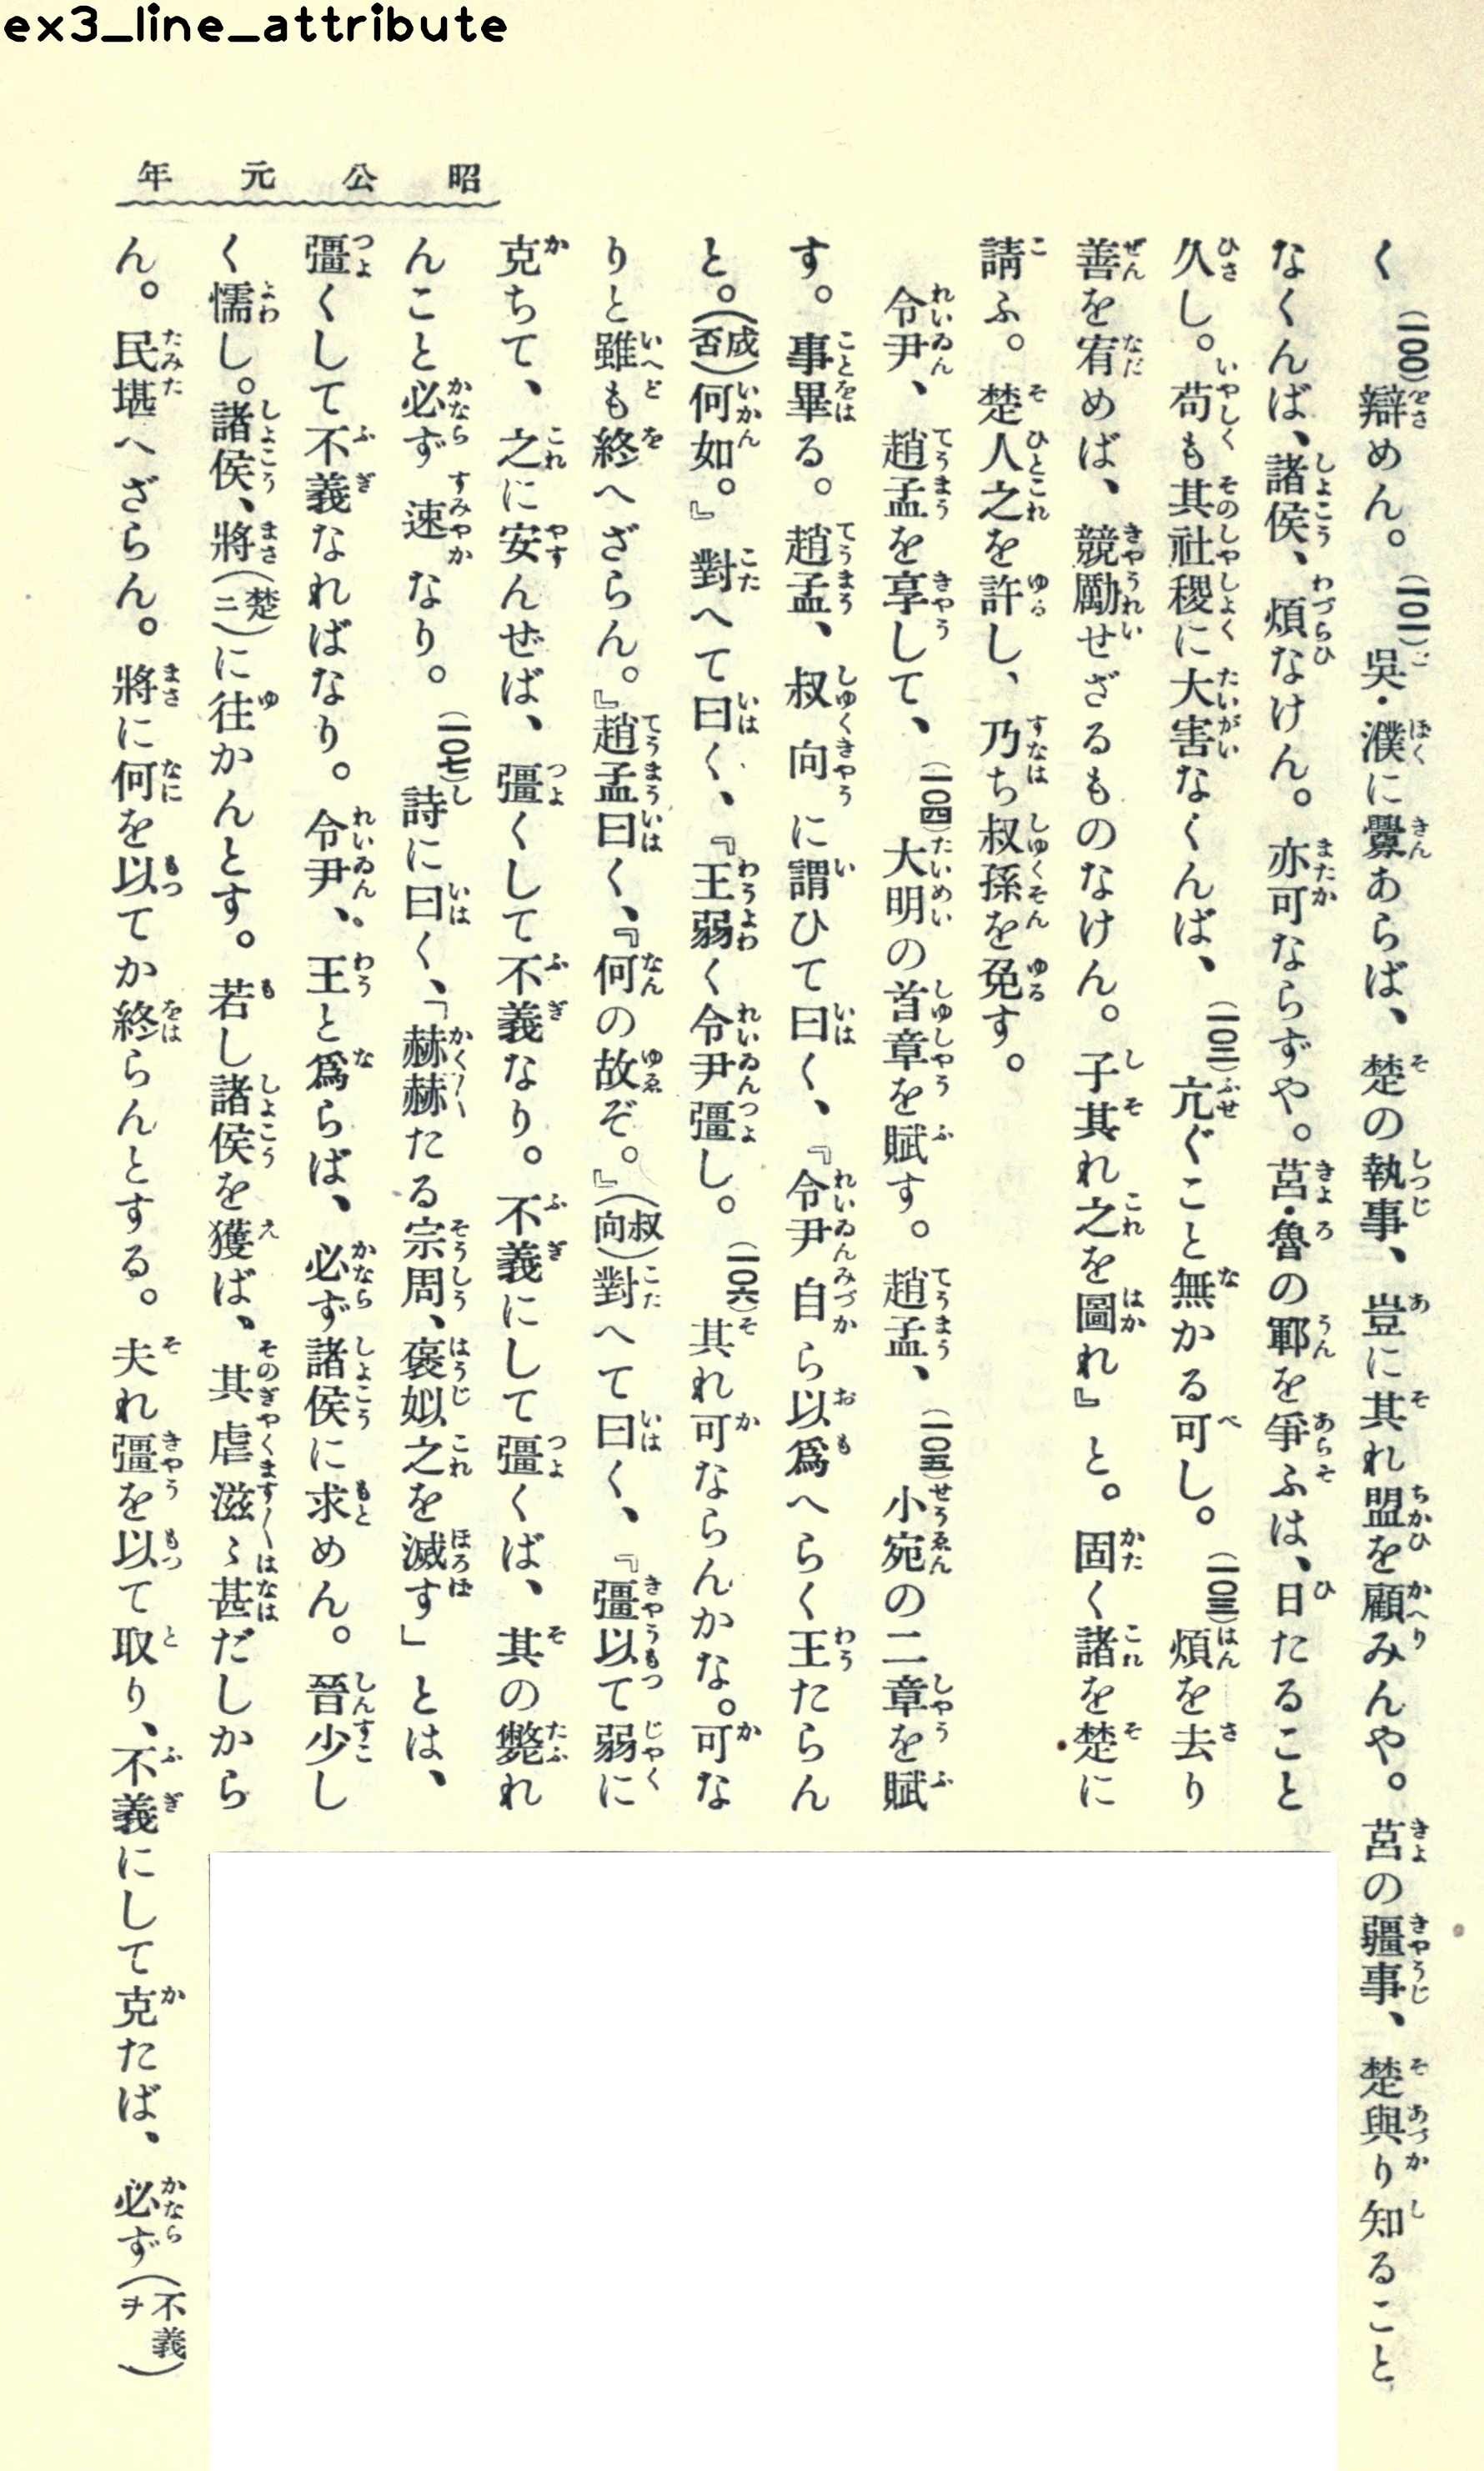 ex3_line_attribute
昭公元年
く(一〇〇)辯めん。(一〇一)吳・濮に釁あらば、楚の執事、豈に其れ盟を顧みんや。莒の疆事、楚與り知ること
なくんば、諸侯、煩なけん。亦可ならずや。莒・魯の鄆を爭ふは、日たること
久し。苟も其社稷に大害なくんば、(一〇二)亢ぐこと無かる可し。(一〇三)煩を去り
善を宥めば、競勵せざるものなけん。子其れ之を圖れ』と。固く諸を楚に
請ふ。楚人之を許し、乃ち叔孫を免す。
令尹、趙孟を享して、(一〇四)大明の首章を賦す。趙孟、(一〇五)小宛の二章を賦
す。事畢る。趙孟、叔向に謂ひて曰く、『令尹自ら以爲へらく王たらん
と。(成否)何如。』對へて曰く、『王弱く令尹彊し。(一〇六)其れ可ならんかな。可な
りと雖も終へざらん。』趙孟曰く、『何の故ぞ。』(叔向)對へて曰く、『彊以て弱に
克ちて、之に安んぜば、彊くして不義なり。不義にして彊くば、其の斃れ
んこと必ず速なり。(一〇七)詩に曰く、「赫赫たる宗周、褒姒之を滅す」とは、
彊くして不義なればなり。令尹、王と爲らば、必ず諸侯に求めん。晉少し
く懦し。諸侯、將(楚ニ)に往かんとす。若し諸侯を獲ば、其虐滋〻甚だしから
ん。民堪へざらん。將に何を以てか終らんとする。夫れ彊を以て取り、不義にして克たば、必ず(不義ヲ)